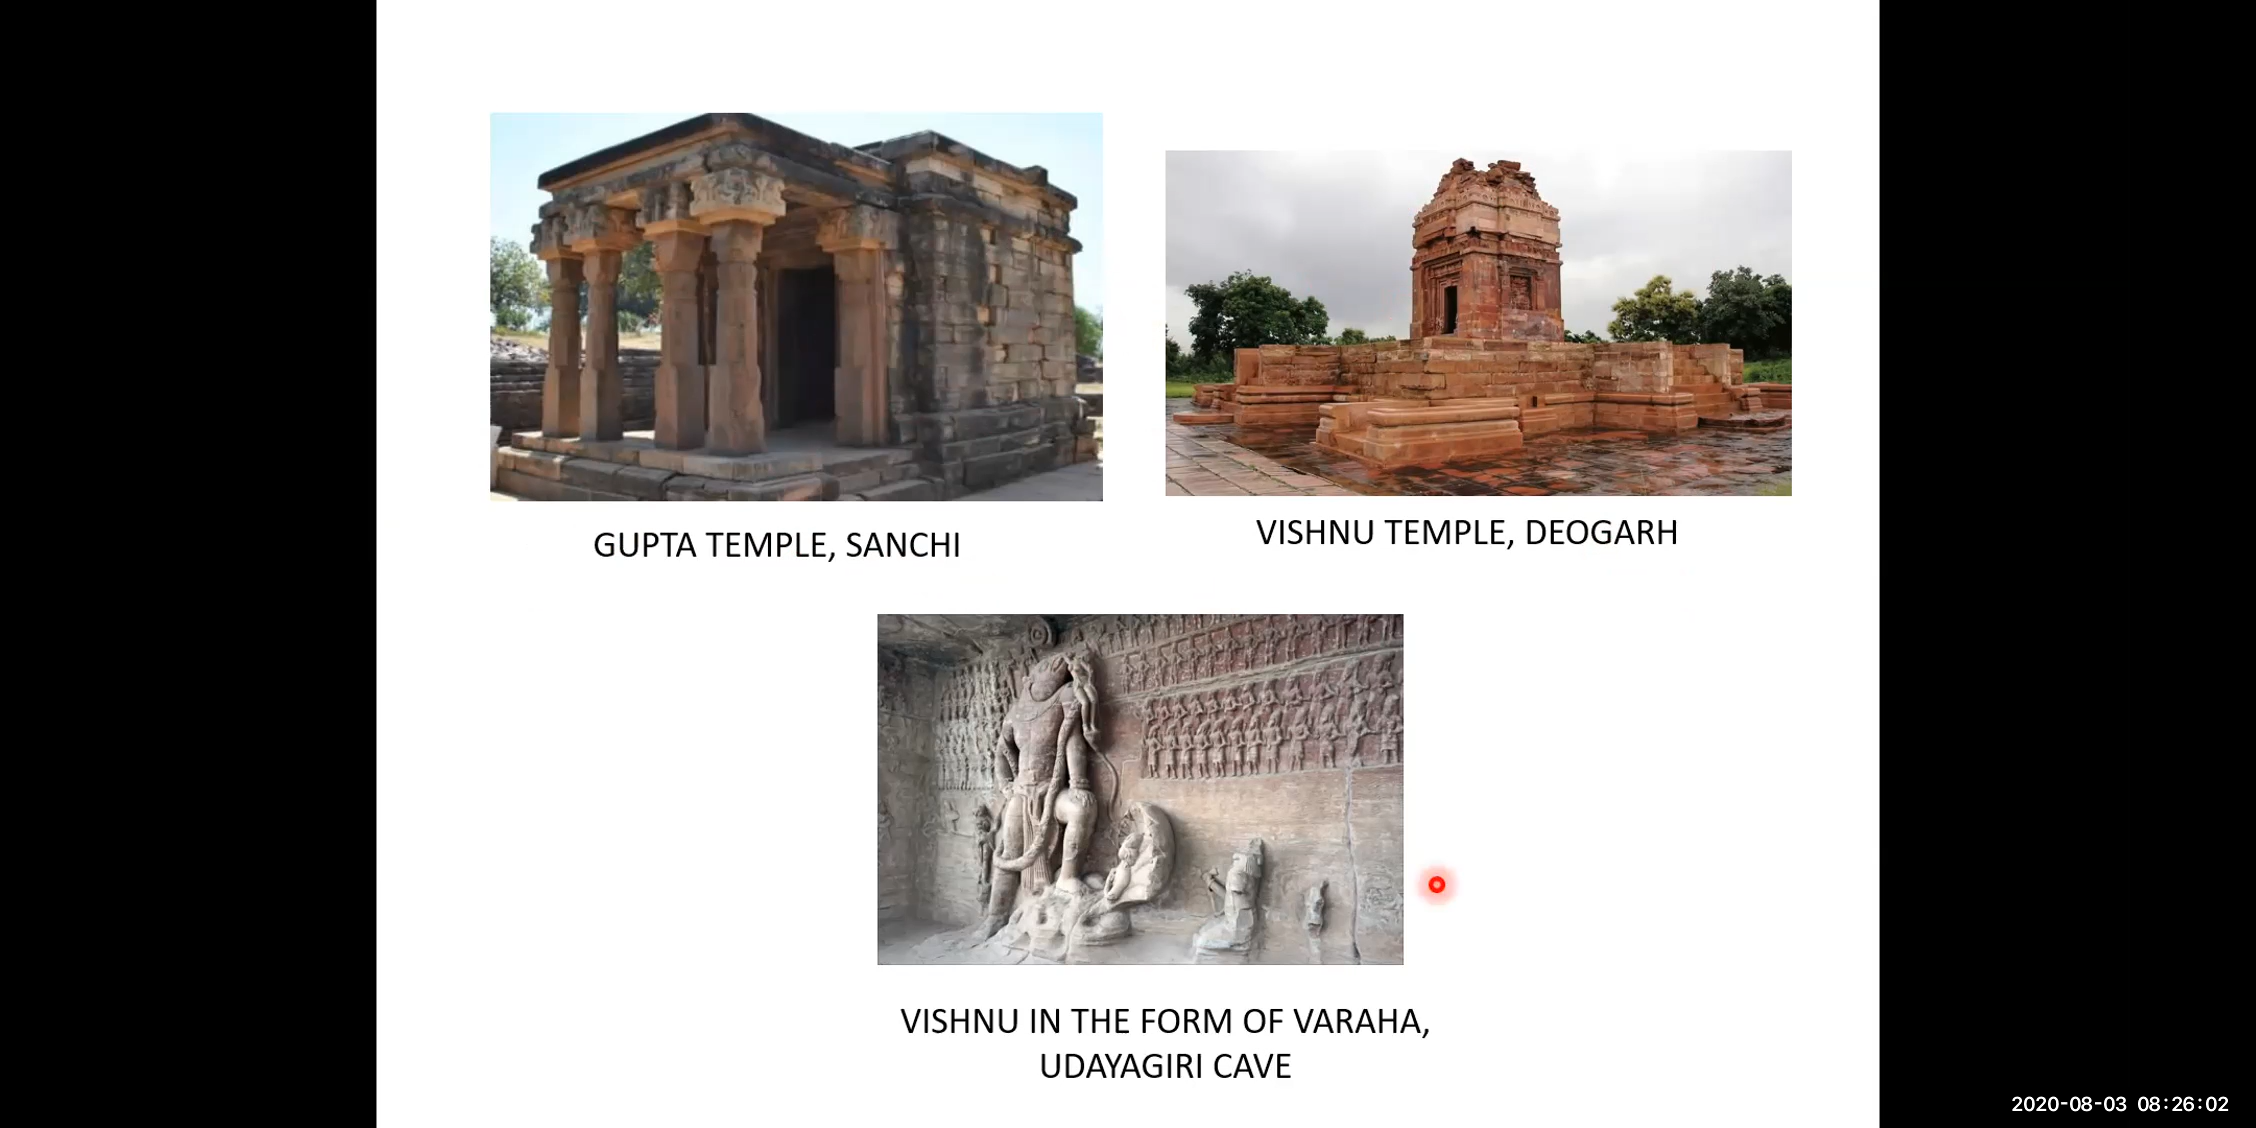 GUPTA TEMPLE, SANCHI
VISHNU TEMPLE, DEOGARH
VISHNU IN THE FORM OF VARAHA,
UDAYAGIRI CAVE
2020-08-03 08:26:02